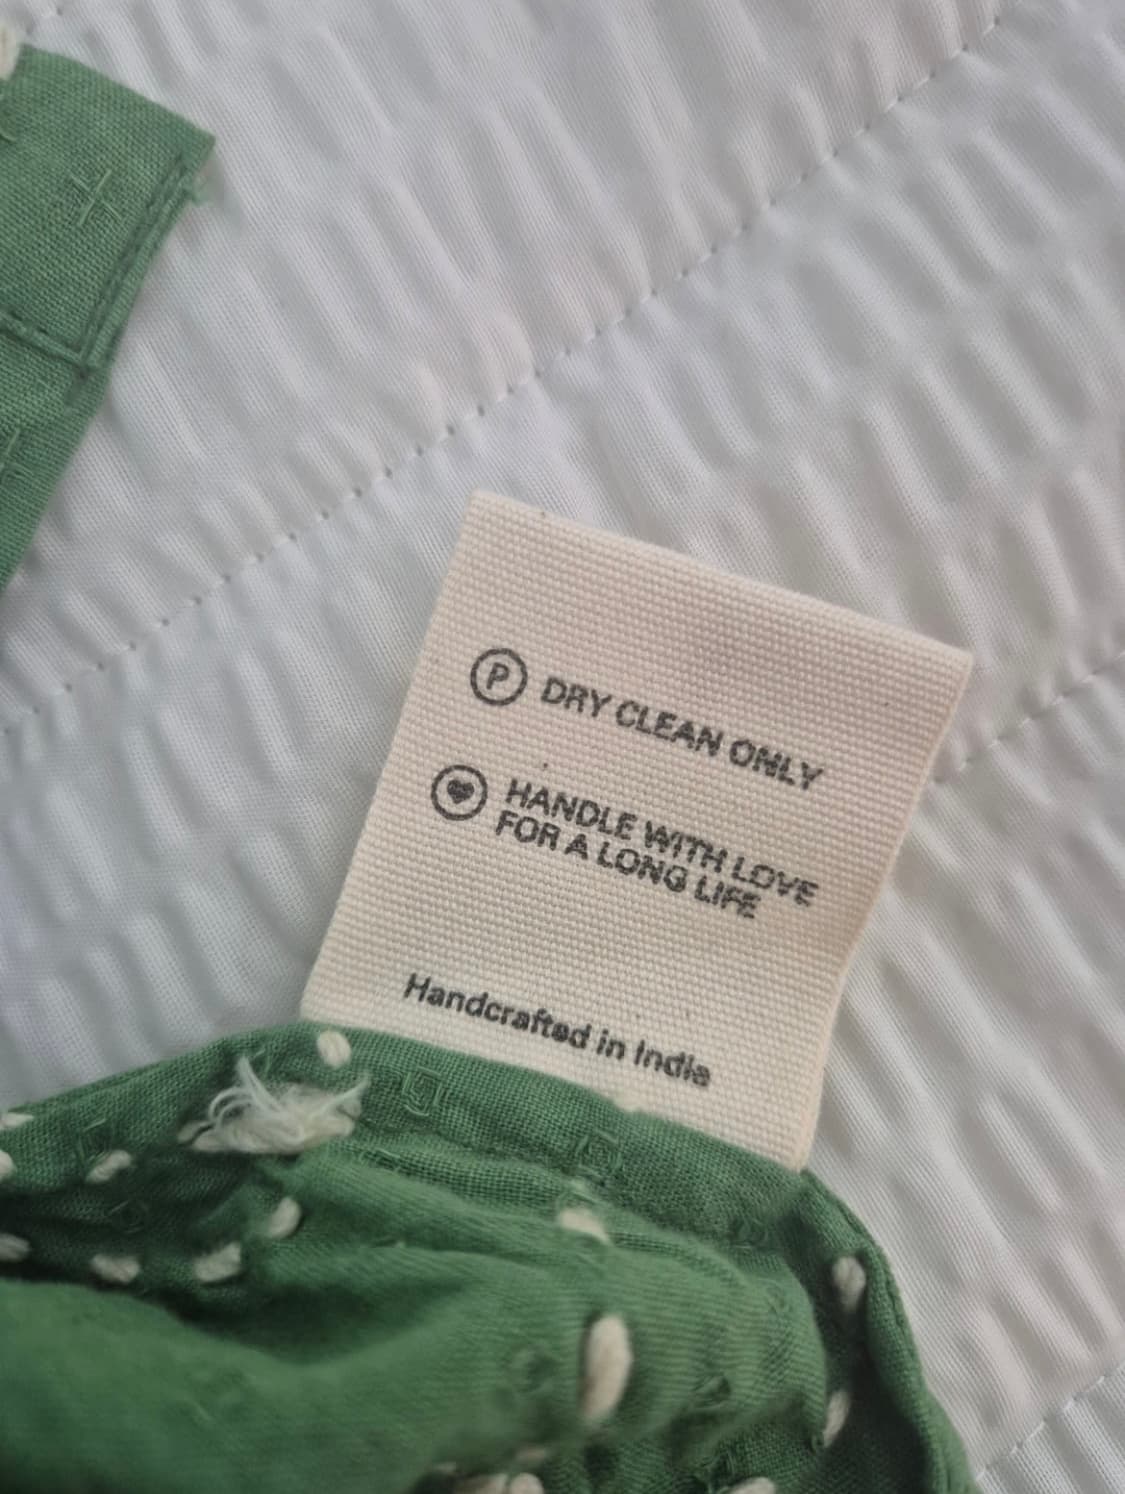 P DRY CLEAN ONLY
HANDLE WITH LOVE
FOR A LONG LIFE
Handcrafted in India